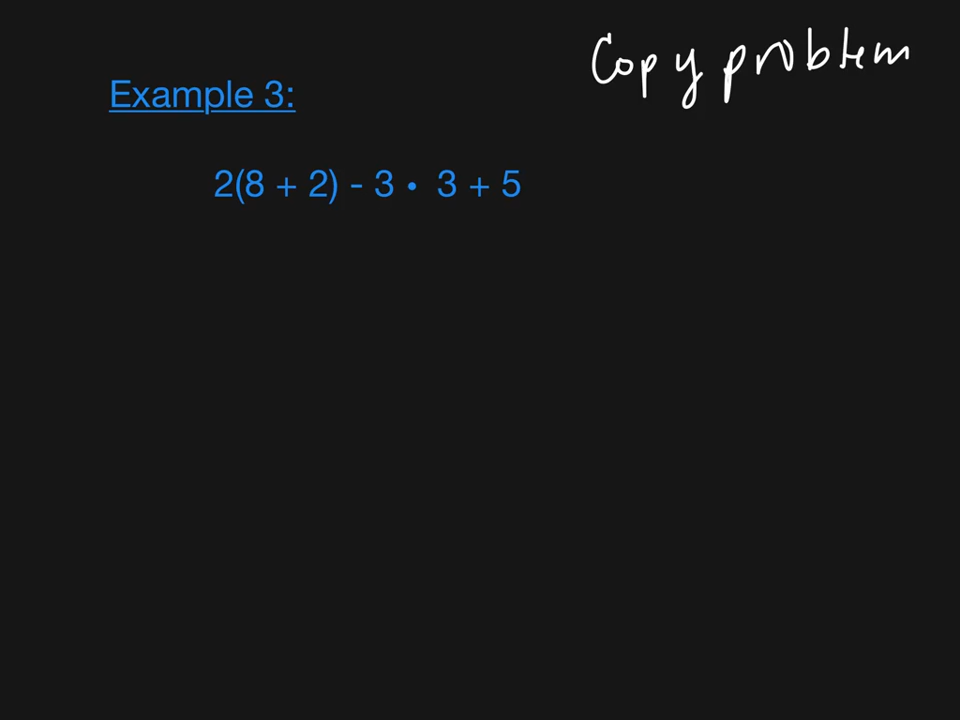 Copy problem
Example 3:
2(8 + 2) - 3 • 3 + 5